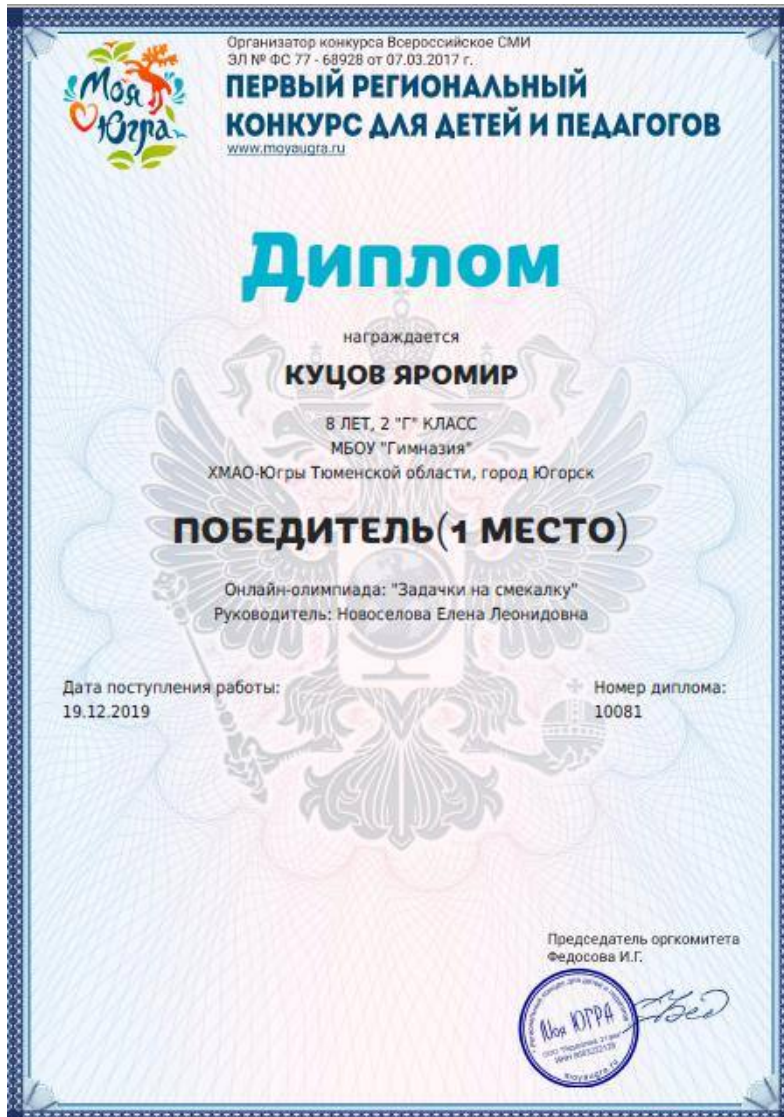 Моя
Югра
Организатор конкурса Всероссийское СМИ
ЭЛ № ФС 77 - 68928 от 07.03.2017 г.
ПЕРВЫЙ РЕГИОНАЛЬНЫЙ
КОНКУРС ДЛЯ ДЕТЕЙ И ПЕДАГОГОВ
www.moyaugra.ru
Диплом
награждается
КУЦОВ ЯРОМИР
8 ЛЕТ, 2 "Г" КЛАСС
МБОУ "Гимназия"
ХМАО-Югры Тюменской области, город Югорск
ПОБЕДИТЕЛЬ(1 МЕСТО)
Онлайн-олимпиада: "Задачки на смекалку"
Руководитель: Новоселова Елена Леонидовна
Дата поступления работы:
19.12.2019
Номер диплома:
10081
Председатель оргкомитета
Федосова И.Г.
Моя ЮГРА
moyaugra.ru